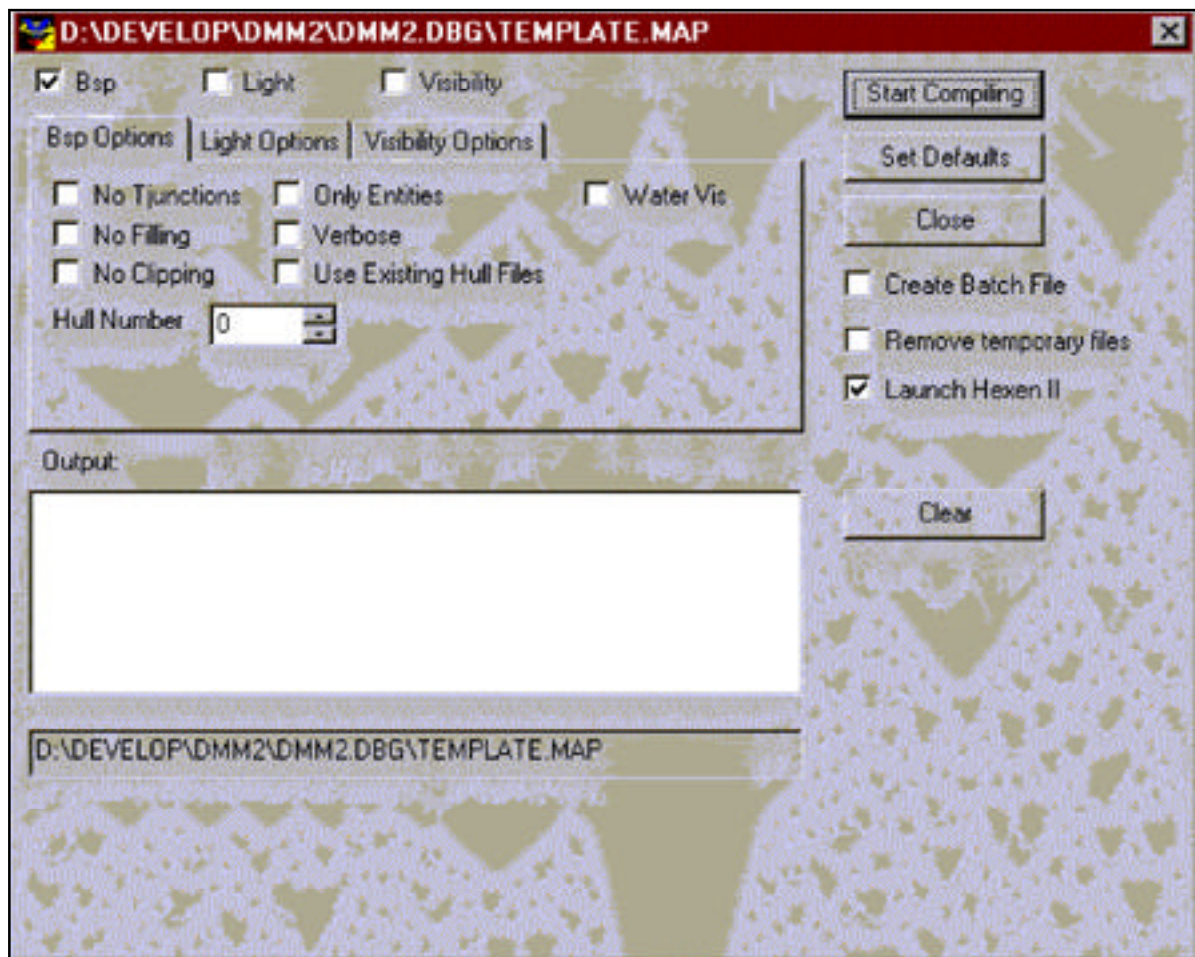 D:\DEVELOP\DMM2\DMM2.DBG\TEMPLATE.MAP
Bsp Light Visibility
Start Compiling
Bsp Options Light Options Visibility Options
Set Defaults
No Tjunctions Only Entities Water Vis
No Filling Verbose
Close
No Clipping Use Existing Hull Files
Create Batch File
Hull Number 0
Remove temporary files
Launch Hexen II
Output:
Clear
D:\DEVELOP\DMM2\DMM2.DBG\TEMPLATE.MAP